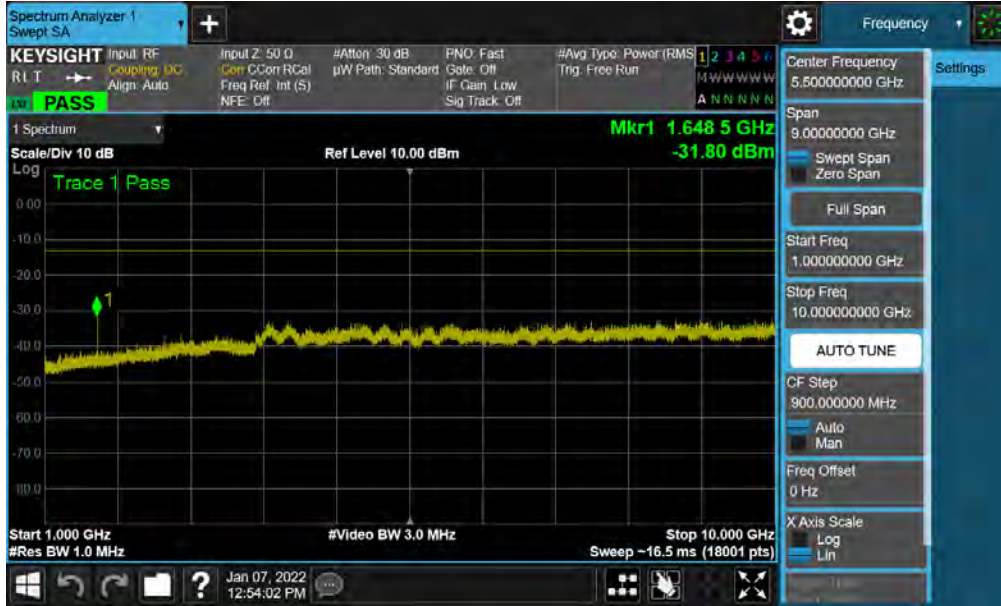 Spectrum Analyzer 1
Swept SA
Frequency
KEYSIGHT
Input: RF
Coupling: DC
Align: Auto
Input Z: 50 Ω
Corr CCorr RCal
Freq Ref: Int (S)
NFE: Off
#Atten: 30 dB
µW Path: Standard
PNO: Fast
Gate: Off
IF Gain: Low
Sig Track: Off
#Avg Type: Power (RMS
Trig: Free Run
1 2 3 4 5 6
M W W W W W
A N N N N N
R L T
LXI
PASS
1 Spectrum
Scale/Div 10 dB
Ref Level 10.00 dBm
Mkr1 1.648 5 GHz
-31.80 dBm
Log
Trace 1 Pass
0.00
-10.0
-20.0
-30.0
-40.0
-50.0
-60.0
-70.0
-80.0
1
Start 1.000 GHz
#Res BW 1.0 MHz
#Video BW 3.0 MHz
Stop 10.000 GHz
Sweep ~16.5 ms (18001 pts)
Center Frequency
5.500000000 GHz
Settings
Span
9.00000000 GHz
Swept Span
Zero Span
Full Span
Start Freq
1.000000000 GHz
Stop Freq
10.000000000 GHz
AUTO TUNE
CF Step
900.000000 MHz
Auto
Man
Freq Offset
0 Hz
X Axis Scale
Log
Lin
Jan 07, 2022
12:54:02 PM